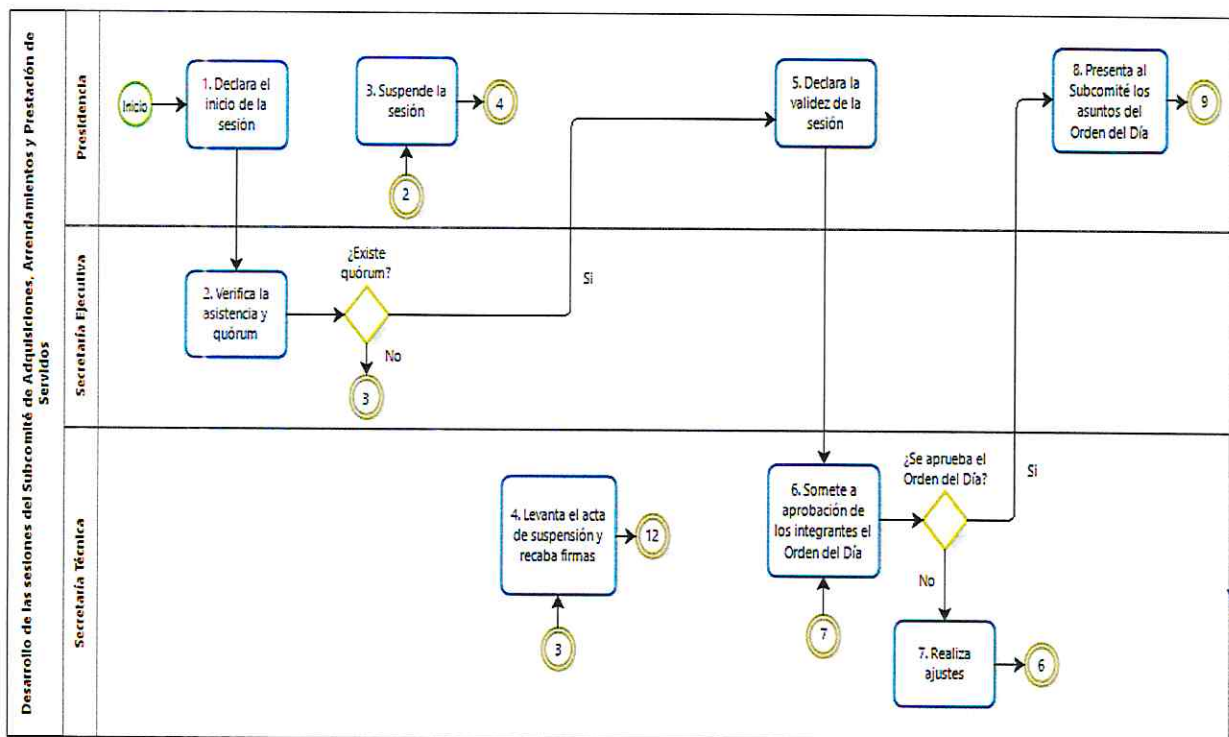 Desarrollo de las sesiones del Subcomité de Adquisiciones, Arrendamientos y Prestación de
Servidos
Presidencia
Inicio
1. Declara el
inicio de la
sesión
3. Suspende la
sesión
4
2
5. Declara la
validez de la
sesión
8. Presenta al
Subcomité los
asuntos del
Orden del Día
9
Secretaría Ejecutiva
2. Verifica la
asistencia y
quórum
¿Existe
quórum?
Si
No
3
Secretaría Técnica
4. Levanta el acta
de suspensión y
recaba firmas
12
3
6. Somete a
aprobación de
los integrantes el
Orden del Día
7
¿Se aprueba el
Orden del Día?
Si
No
7. Realiza
ajustes
6